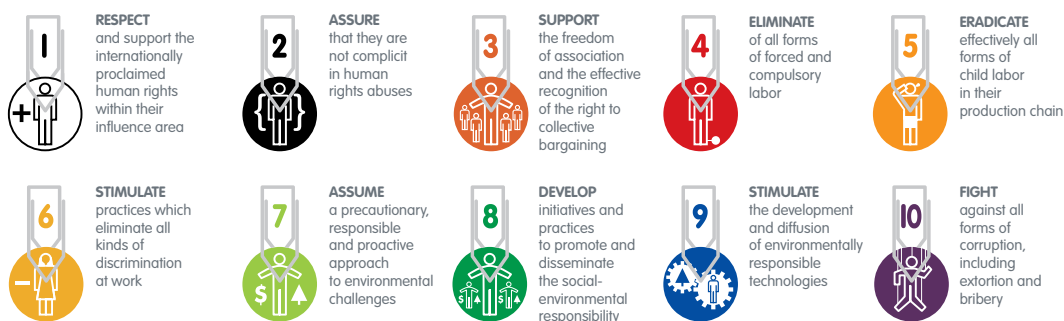 1
RESPECT
and support the
internationally
proclaimed
human rights
within their
influence area
2
ASSURE
that they are
not complicit
in human
rights abuses
3
SUPPORT
the freedom
of association
and the effective
recognition
of the right to
collective
bargaining
4
ELIMINATE
of all forms
of forced and
compulsory
labor
5
ERADICATE
effectively all
forms of
child labor
in their
production chain
6
STIMULATE
practices which
eliminate all
kinds of
discrimination
at work
7
ASSUME
a precautionary,
responsible
and proactive
approach
to environmental
challenges
8
DEVELOP
initiatives and
practices
to promote and
disseminate
the social-
environmental
responsibility
9
STIMULATE
the development
and diffusion
of environmentally
responsible
technologies
10
FIGHT
against all
forms of
corruption,
including
extortion and
bribery